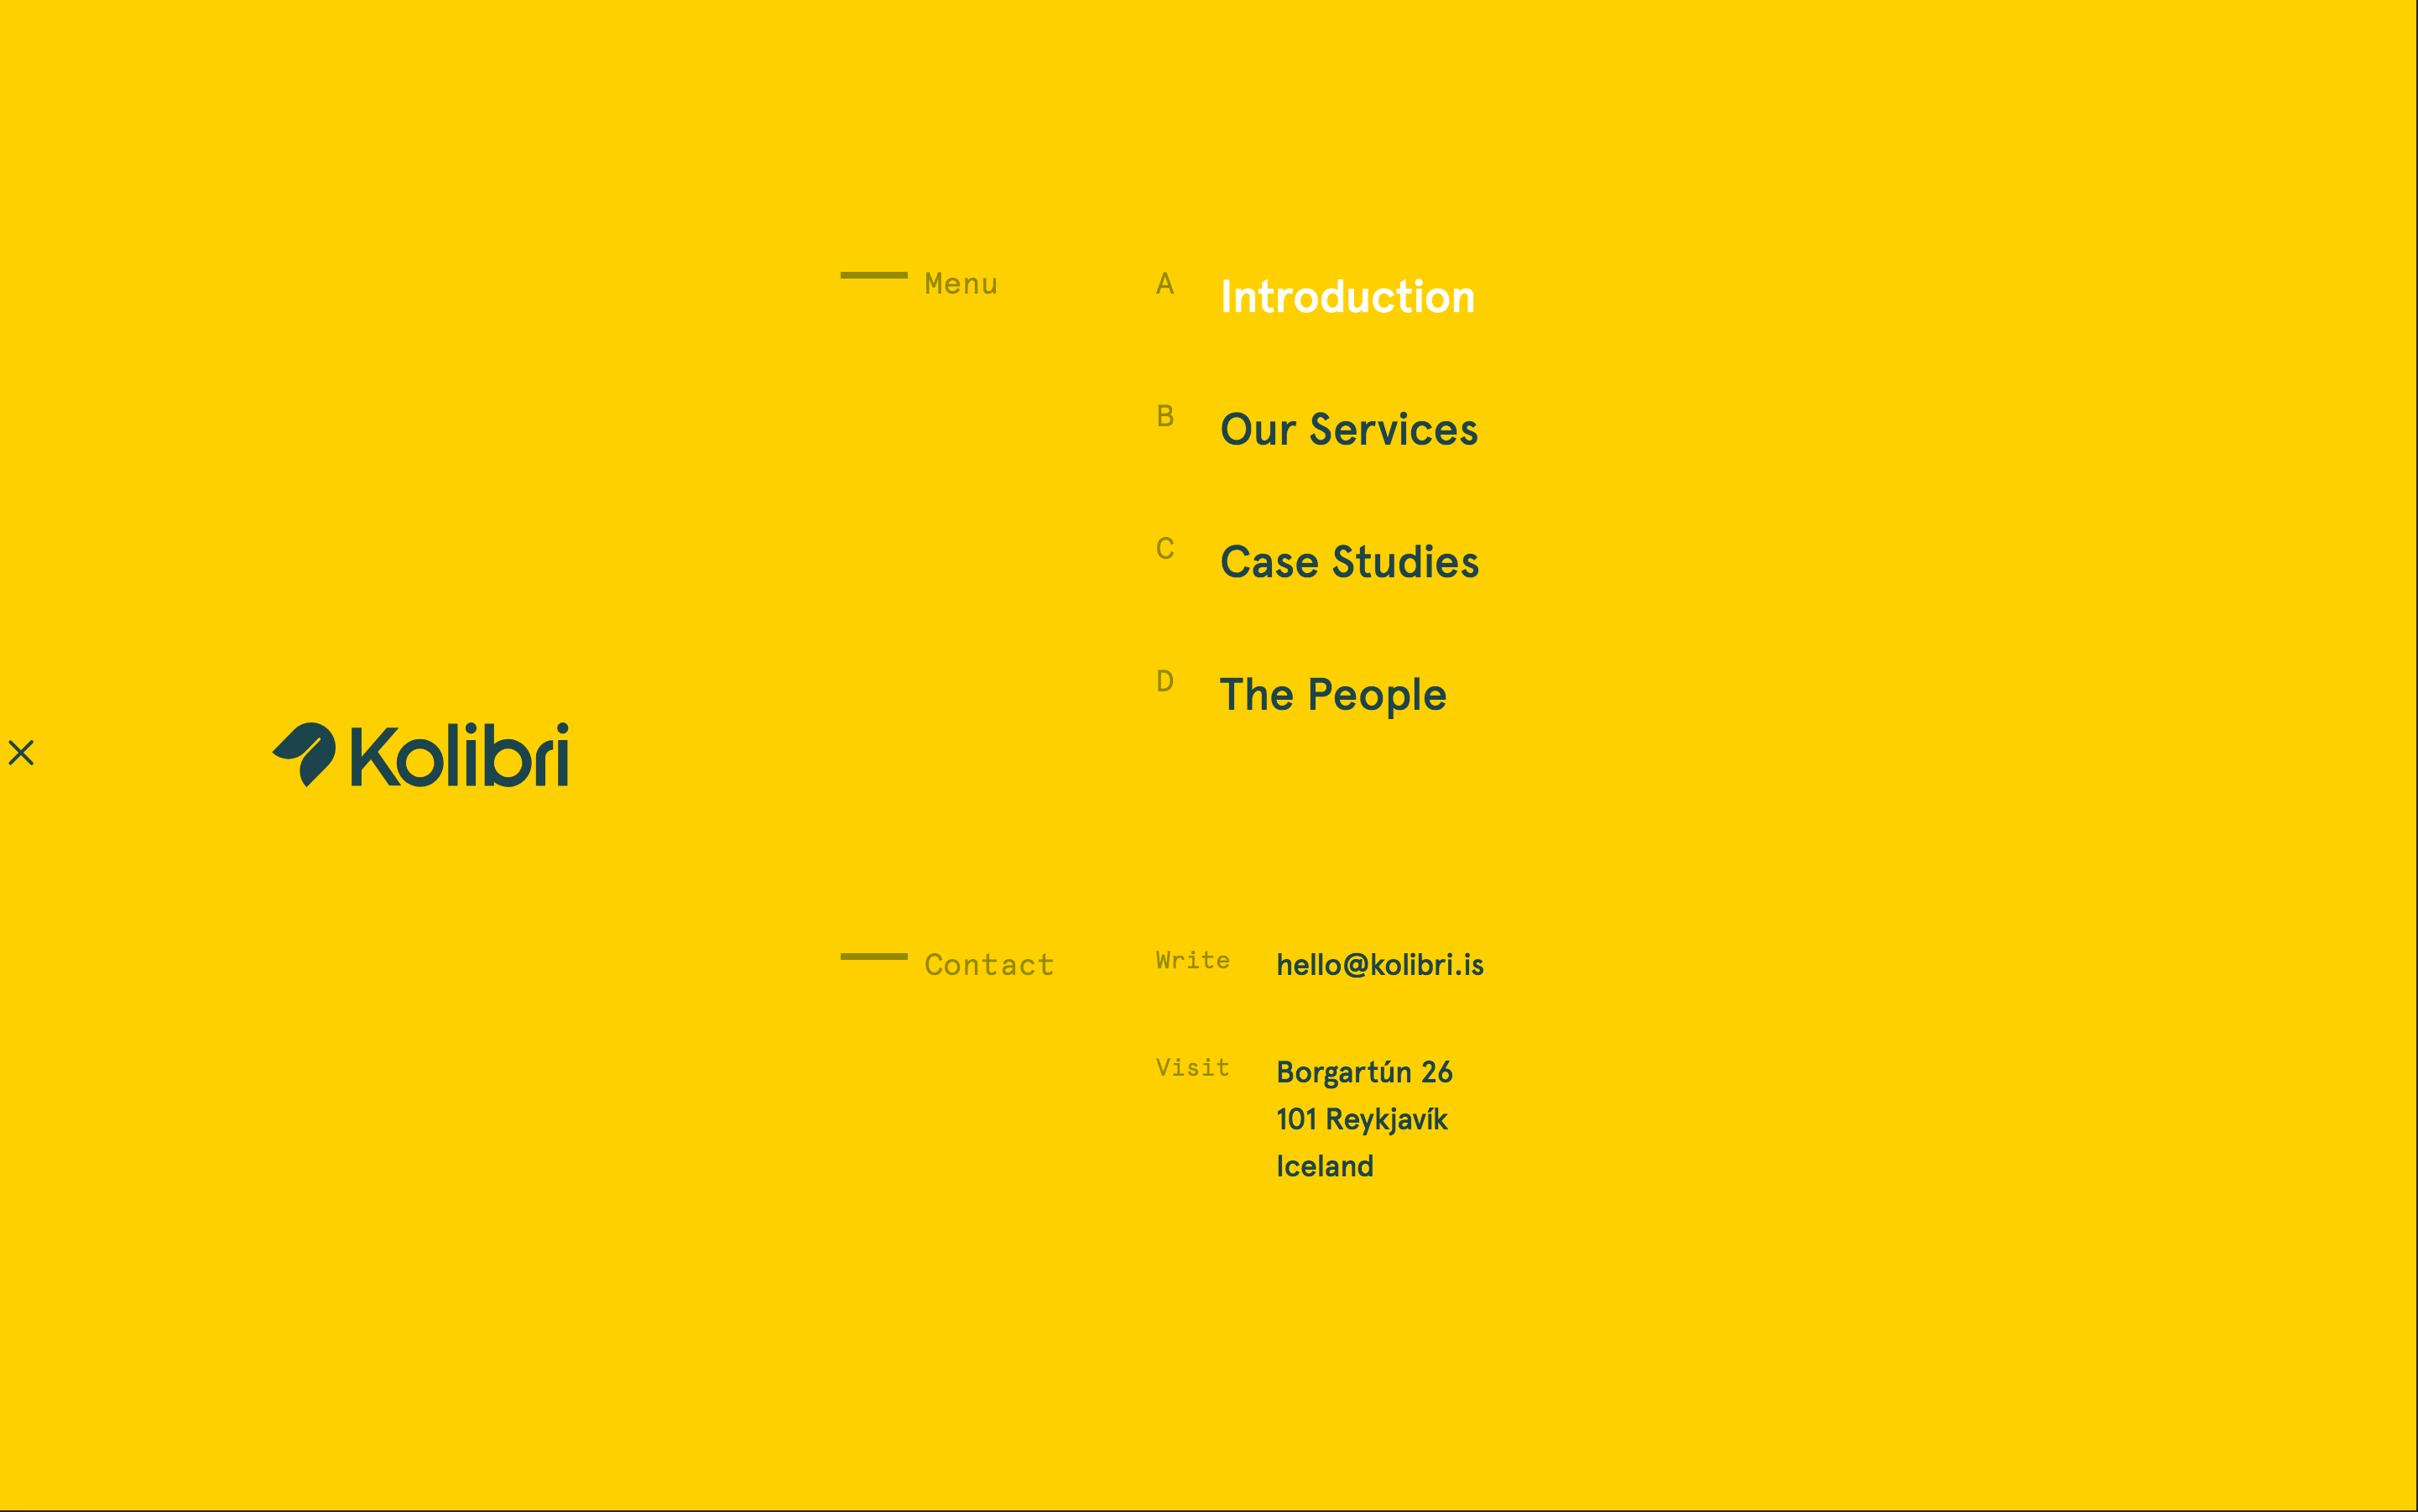 Menu
A Introduction
B Our Services
C Case Studies
D The People
Kolibri
Contact
Write hello@kolibri.is
Visit Borgartún 26
101 Reykjavík
Iceland